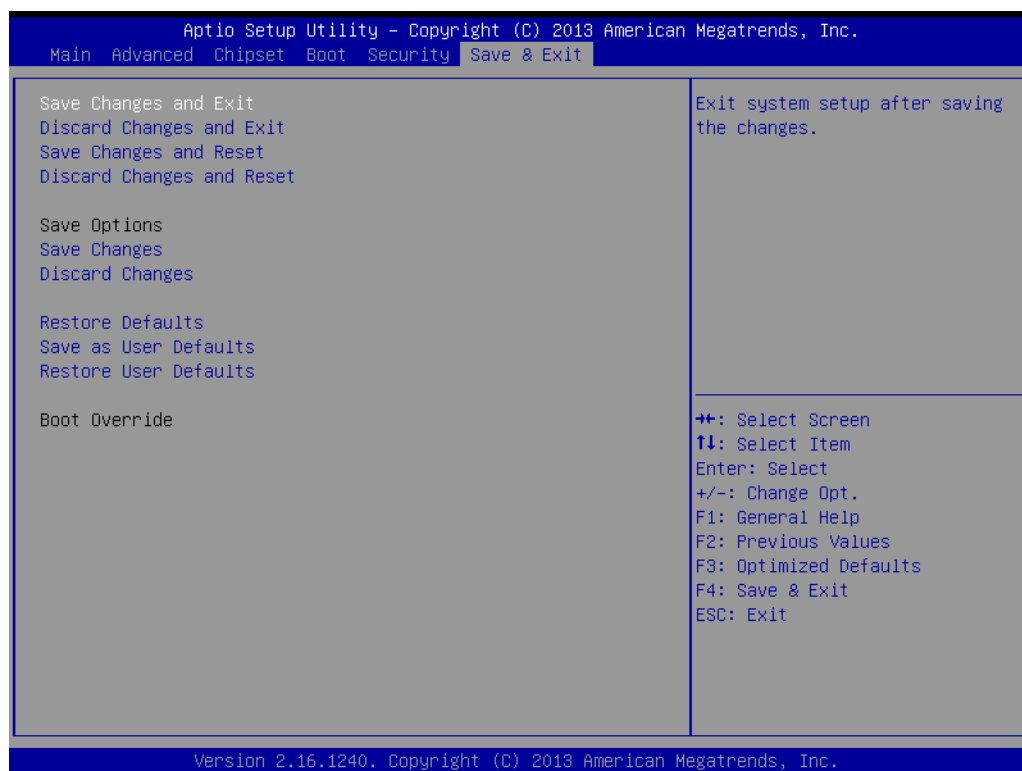 Aptio Setup Utility – Copyright (C) 2013 American Megatrends, Inc.
Main Advanced Chipset Boot Security Save & Exit
Save Changes and Exit
Discard Changes and Exit
Save Changes and Reset
Discard Changes and Reset
Save Options
Save Changes
Discard Changes
Restore Defaults
Save as User Defaults
Restore User Defaults
Boot Override
Exit system setup after saving
the changes.
→←: Select Screen
↑↓: Select Item
Enter: Select
+/-: Change Opt.
F1: General Help
F2: Previous Values
F3: Optimized Defaults
F4: Save & Exit
ESC: Exit
Version 2.16.1240. Copyright (C) 2013 American Megatrends, Inc.